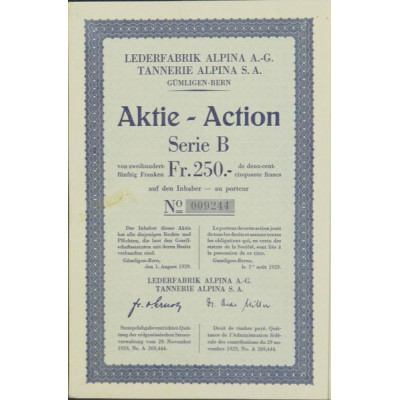 LEDERFABRIK ALPINA A.-G.
TANNERIE ALPINA S. A.
GÜMLIGEN-BERN
Aktie - Action
Serie B
von zweihundert-
fünfzig Franken
Fr. 250.-
de deux-cent-
cinquante francs
auf den Inhaber — au porteur
No 009244
Der Inhaber dieser Aktie
hat alle diejenigen Rechte und
Pflichten, die laut den Gesell-
schaftsstatuten mit deren Besitz
verbunden sind.
Gümligen-Bern,
den 1. August 1929.
Le porteur de cette action jouit
de tous les droits et assume toutes
les obligations qui, en vertu des
statuts de la Société, sont liés à
la possession de ce titre.
Gumligen-Berne,
le 1er août 1929.
LEDERFABRIK ALPINA A.-G.
TANNERIE ALPINA S. A.
Stempelabgabe entrichtet: Quit-
tung der eidgenössischen Steuer-
verwaltung vom 29. November
1929, No. A 269,444.
Droit de timbre payé. Quit-
tance de l'Administration fédé-
rale des contributions du 29 no-
vembre 1929, No. A 269,444.